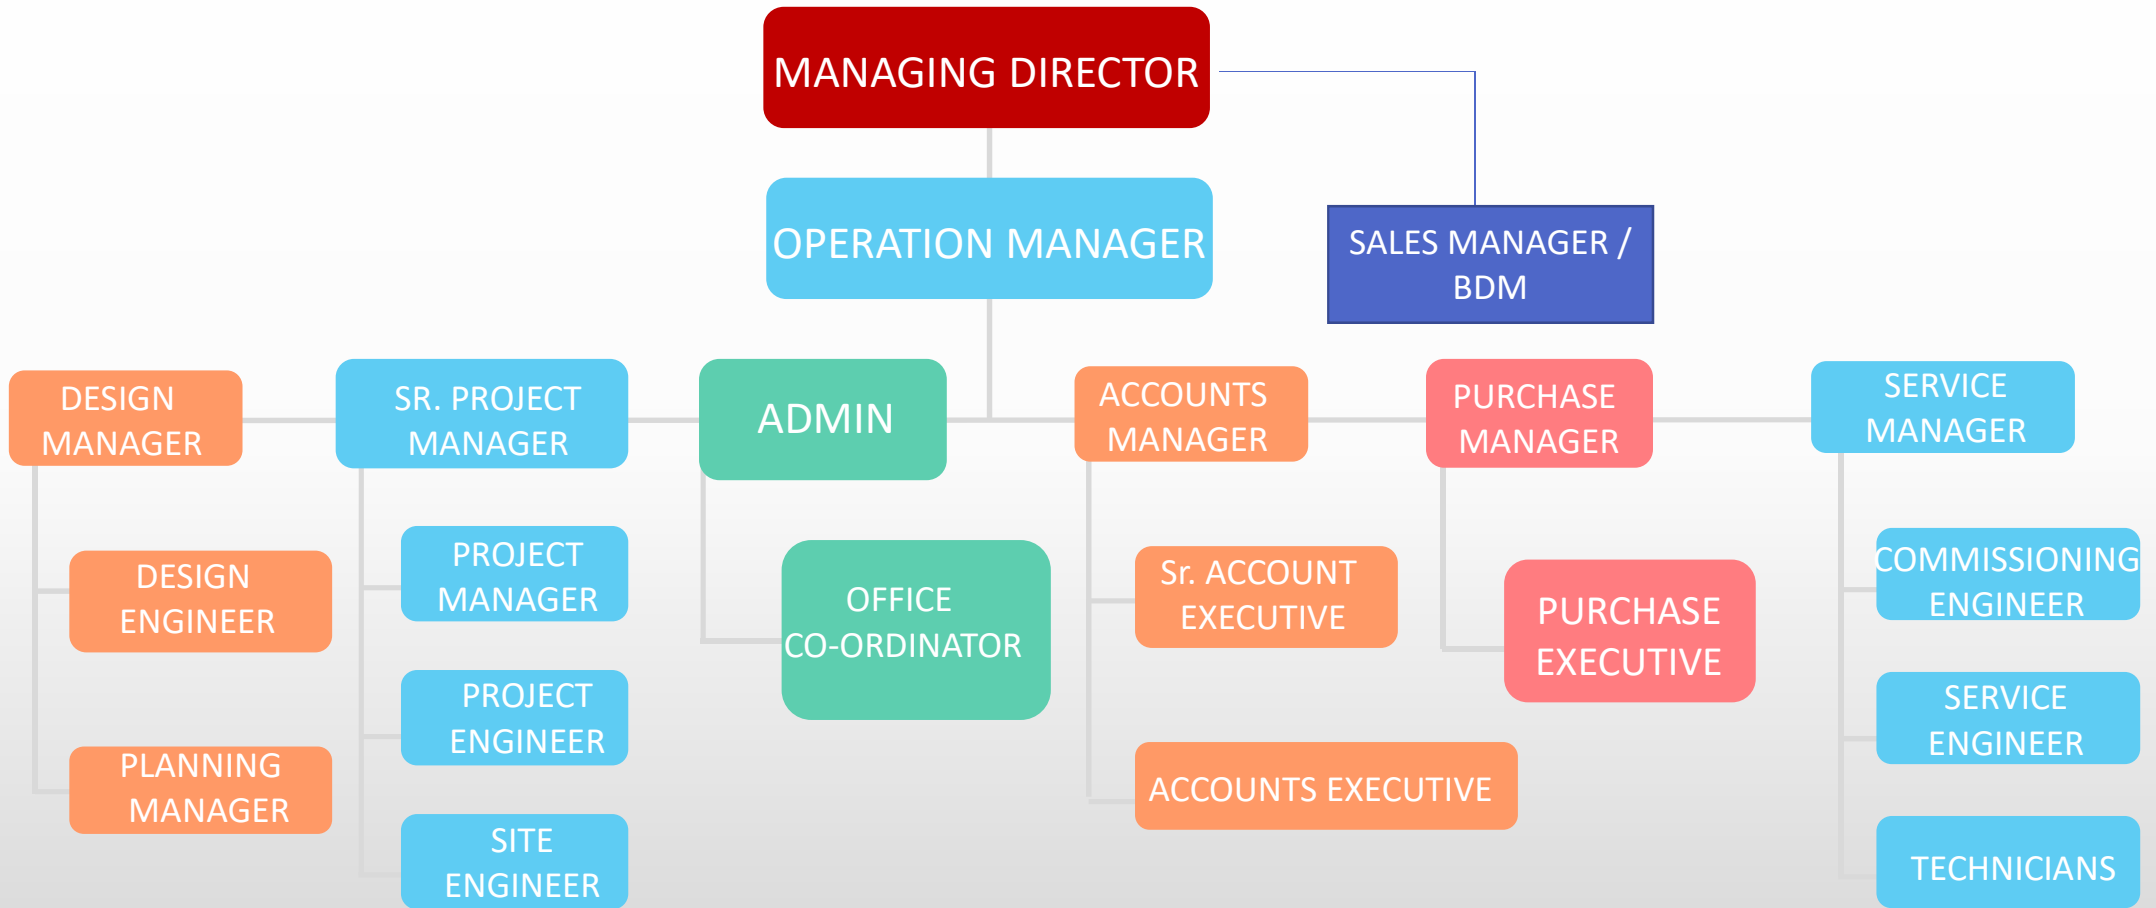 MANAGING DIRECTOR
OPERATION MANAGER
SALES MANAGER /
BDM
DESIGN
MANAGER
SR. PROJECT
MANAGER
ADMIN
ACCOUNTS
MANAGER
PURCHASE
MANAGER
SERVICE
MANAGER
DESIGN
ENGINEER
PLANNING
MANAGER
PROJECT
MANAGER
PROJECT
ENGINEER
SITE
ENGINEER
OFFICE
CO-ORDINATOR
Sr. ACCOUNT
EXECUTIVE
ACCOUNTS EXECUTIVE
PURCHASE
EXECUTIVE
COMMISSIONING
ENGINEER
SERVICE
ENGINEER
TECHNICIANS